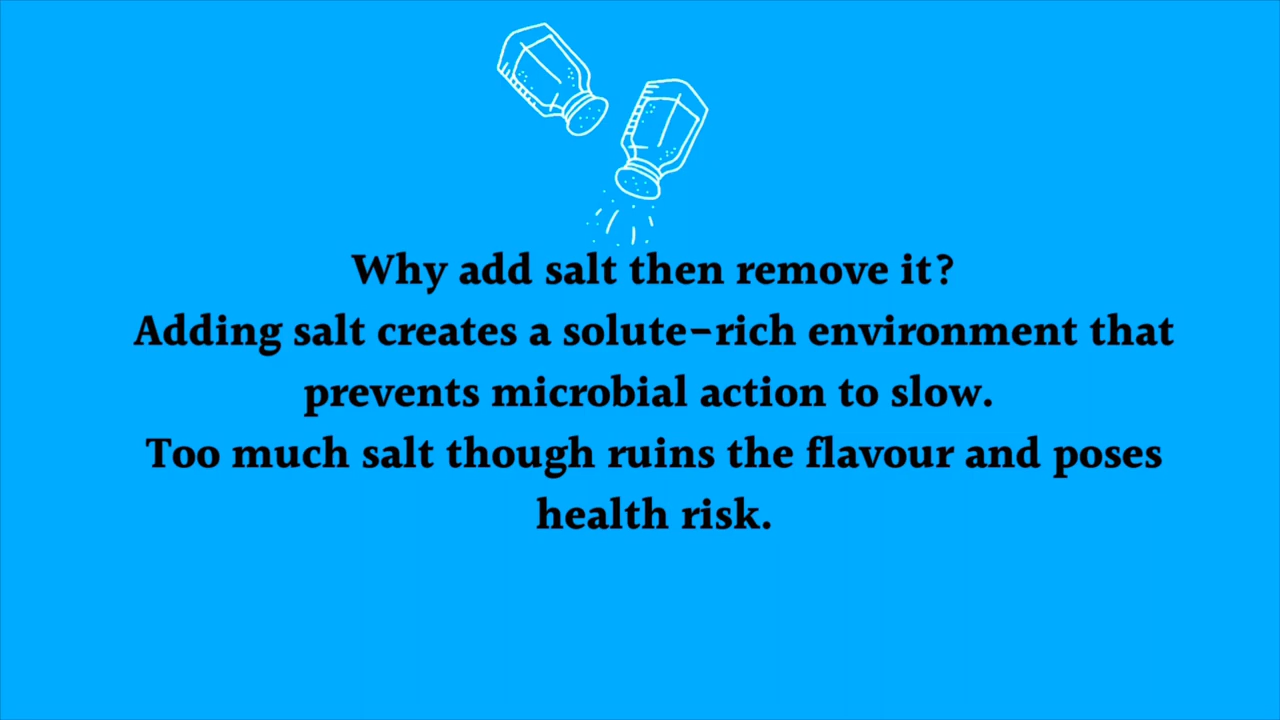 Why add salt then remove it?
Adding salt creates a solute-rich environment that
prevents microbial action to slow.
Too much salt though ruins the flavour and poses
health risk.